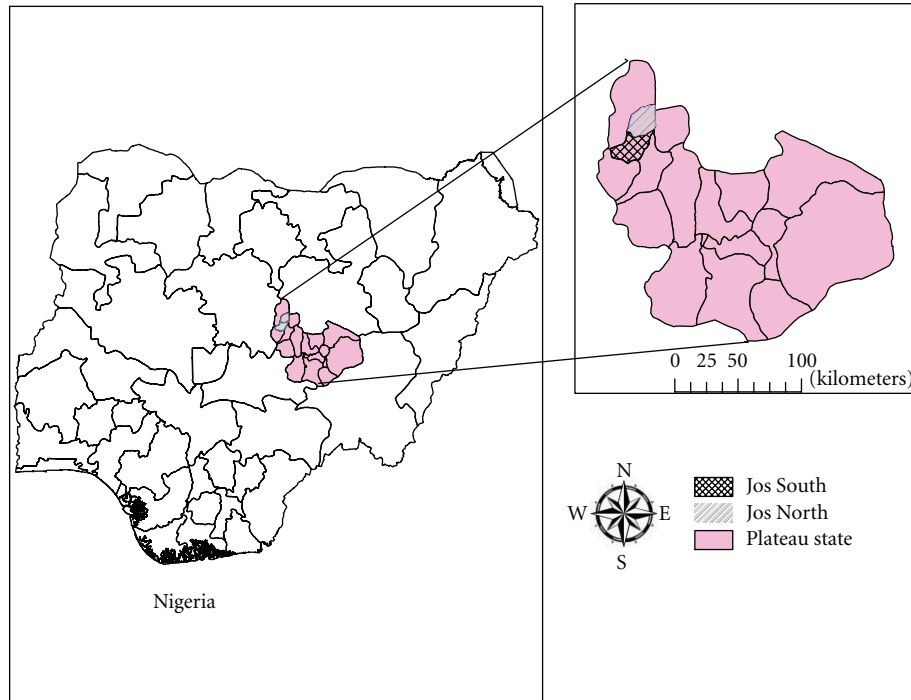 0 25 50 100
(kilometers)
N
W E
S
Jos South
Jos North
Plateau state
Nigeria